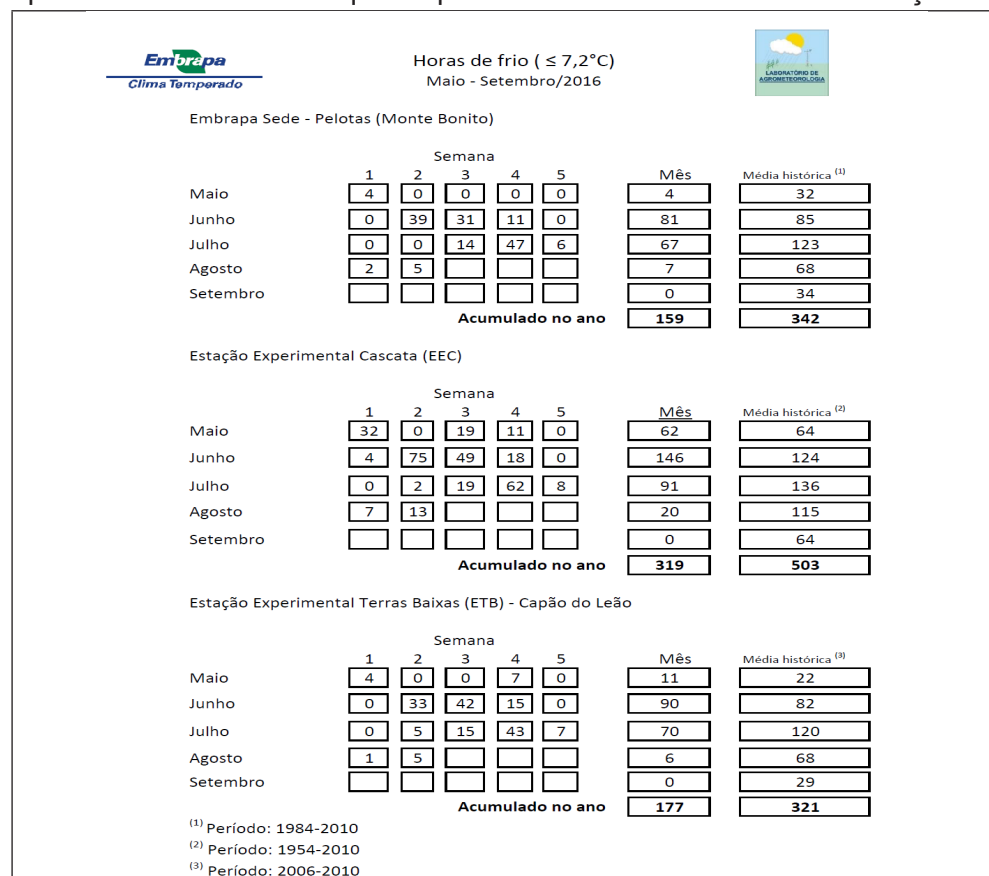 Embrapa
Clima Temperado
Horas de frio ( ≤ 7,2°C)
Maio - Setembro/2016
LABORATÓRIO DE
AGROMETEOROLOGIA
Embrapa Sede - Pelotas (Monte Bonito)
Semana
1 2 3 4 5 Mês Média histórica (1)
Maio 4 0 0 0 0 4 32
Junho 0 39 31 11 0 81 85
Julho 0 0 14 47 6 67 123
Agosto 2 5 7 68
Setembro 0 34
Acumulado no ano 159 342
Estação Experimental Cascata (EEC)
Semana
1 2 3 4 5 Mês Média histórica (2)
Maio 32 0 19 11 0 62 64
Junho 4 75 49 18 0 146 124
Julho 0 2 19 62 8 91 136
Agosto 7 13 20 115
Setembro 0 64
Acumulado no ano 319 503
Estação Experimental Terras Baixas (ETB) - Capão do Leão
Semana
1 2 3 4 5 Mês Média histórica (3)
Maio 4 0 0 7 0 11 22
Junho 0 33 42 15 0 90 82
Julho 0 5 15 43 7 70 120
Agosto 1 5 6 68
Setembro 0 29
Acumulado no ano 177 321
(1) Período: 1984-2010
(2) Período: 1954-2010
(3) Período: 2006-2010